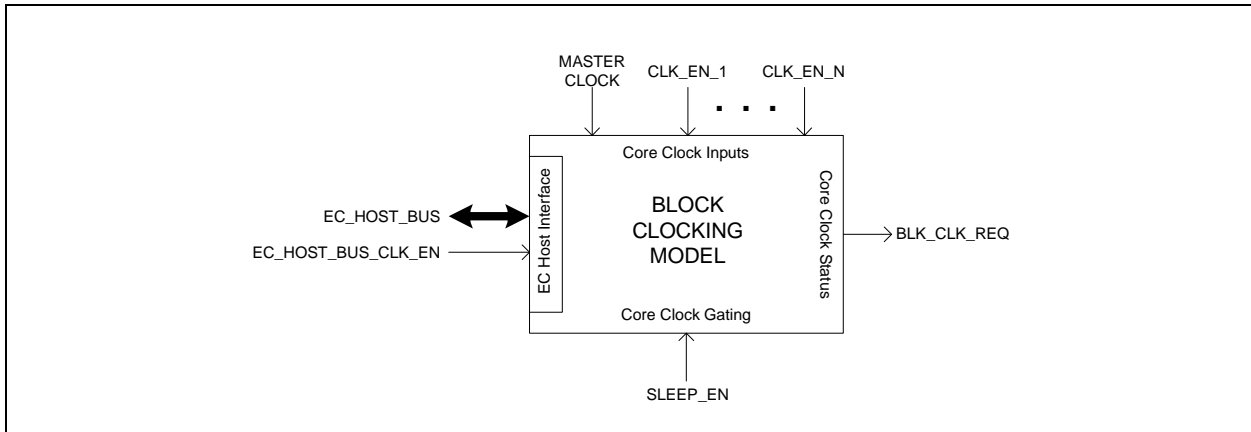 MASTER
CLOCK
CLK_EN_1
CLK_EN_N
. . .
Core Clock Inputs
EC_HOST_BUS
EC_HOST_BUS_CLK_EN
EC Host Interface
BLOCK
CLOCKING
MODEL
Core Clock Status
BLK_CLK_REQ
Core Clock Gating
SLEEP_EN